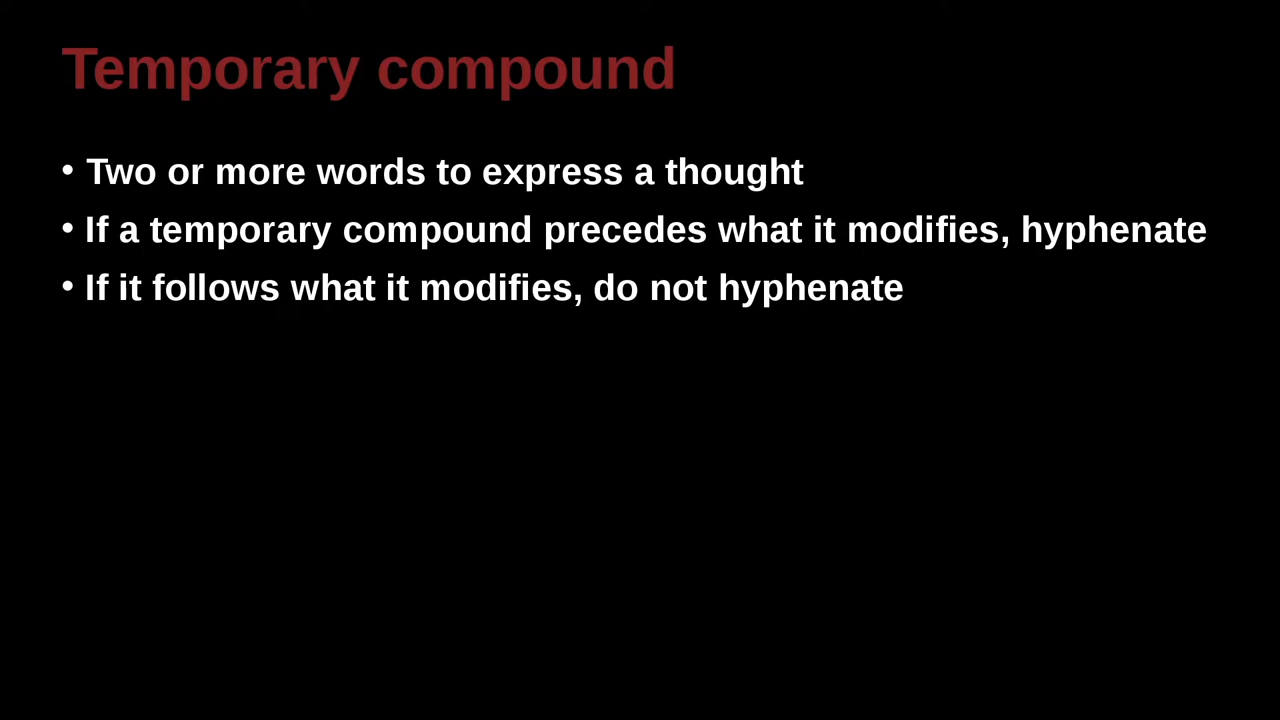 Temporary compound
• Two or more words to express a thought
• If a temporary compound precedes what it modifies, hyphenate
• If it follows what it modifies, do not hyphenate